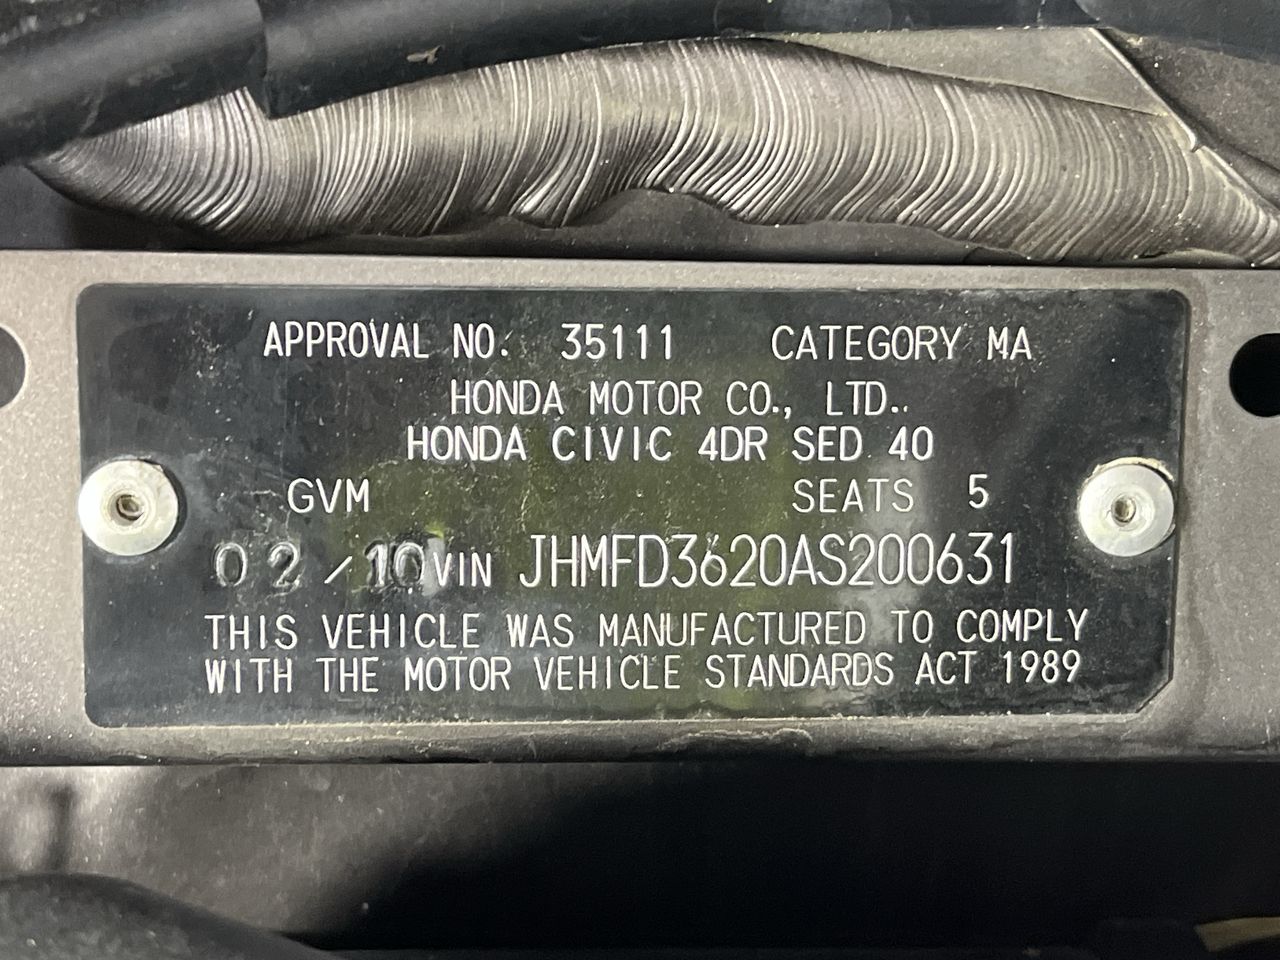 APPROVAL NO. 35111 CATEGORY MA
HONDA MOTOR CO., LTD..
HONDA CIVIC 4DR SED 40
GVM SEATS 5
02/10 VIN JHMFD3620AS200631
THIS VEHICLE WAS MANUFACTURED TO COMPLY
WITH THE MOTOR VEHICLE STANDARDS ACT 1989